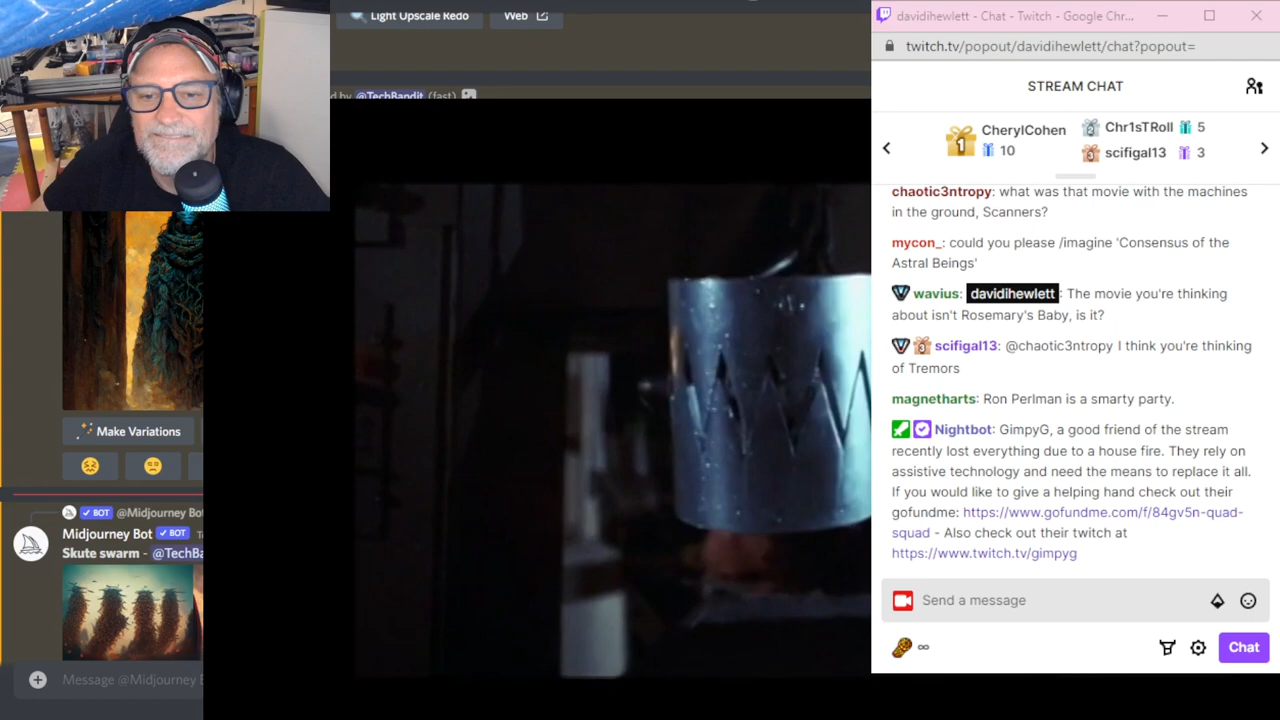 Light Upscale Redo
Web
d by @TechBandit (fast)
Make Variations
BOT @Midjourney Bot
Midjourney Bot BOT
Skute swarm - @TechBa
Message @Midjourney B
davidihewlett - Chat - Twitch - Google Chr...
twitch.tv/popout/davidihewlett/chat?popout=
STREAM CHAT
1 CherylCohen 10
2 Chr1sTRoll 5
3 scifigal13 3
chaotic3ntropy: what was that movie with the machines
in the ground, Scanners?
mycon_: could you please /imagine 'Consensus of the
Astral Beings'
wavius: davidihewlett : The movie you're thinking
about isn't Rosemary's Baby, is it?
3 scifigal13: @chaotic3ntropy I think you're thinking
of Tremors
magnetharts: Ron Perlman is a smarty party.
Nightbot: GimpyG, a good friend of the stream
recently lost everything due to a house fire. They rely on
assistive technology and need the means to replace it all.
If you would like to give a helping hand check out their
gofundme: https://www.gofundme.com/f/84gv5n-quad-
squad - Also check out their twitch at
https://www.twitch.tv/gimpyg
Send a message
∞
Chat